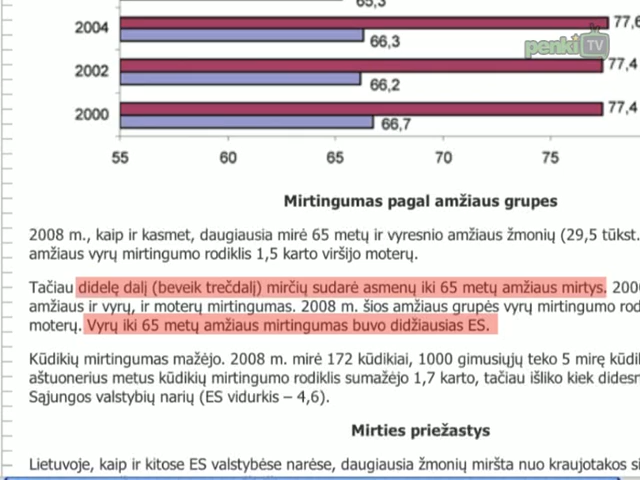 65,3
2004 77,6
66,3
penki TV
2002 77,4
66,2
2000 77,4
66,7
55 60 65 70 75
Mirtingumas pagal amžiaus grupes
2008 m., kaip ir kasmet, daugiausia mirė 65 metų ir vyresnio amžiaus žmonių (29,5 tūkst.
amžiaus vyrų mirtingumo rodiklis 1,5 karto viršijo moterų.
Tačiau didelę dalį (beveik trečdalį) mirčių sudarė asmenų iki 65 metų amžiaus mirtys. 200
amžiaus ir vyrų, ir moterų mirtingumas. 2008 m. šios amžiaus grupės vyrų mirtingumo rod
moterų. Vyrų iki 65 metų amžiaus mirtingumas buvo didžiausias ES.
Kūdikių mirtingumas mažėjo. 2008 m. mirė 172 kūdikiai, 1000 gimusiųjų teko 5 mirę kūdik
aštuonerius metus kūdikių mirtingumo rodiklis sumažėjo 1,7 karto, tačiau išliko kiek didesn
Sąjungos valstybių narių (ES vidurkis – 4,6).
Mirties priežastys
Lietuvoje, kaip ir kitose ES valstybėse narėse, daugiausia žmonių miršta nuo kraujotakos si